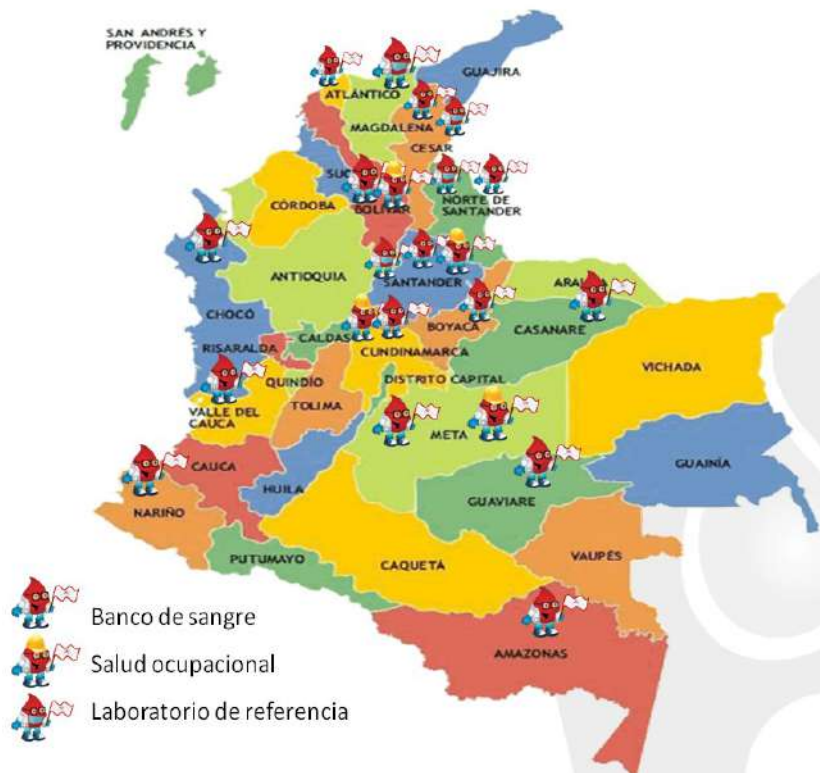 SAN ANDRÉS Y
PROVIDENCIA
GUAJIRA
ATLÁNTICO
MAGDALENA
CESAR
SUC
BOLÍVAR
NORTE DE
SANTANDER
CÓRDOBA
ANTIOQUIA
SANTANDER
ARAU
CHOCÓ
BOYACÁ
CASANARE
RISARALDA
CALDAS
CUNDINAMARCA
VICHADA
QUINDÍO
DISTRITO CAPITAL
VALLE DEL
CAUCA
TOLIMA
META
CAUCA
GUAINÍA
HUILA
NARIÑO
GUAVIARE
PUTUMAYO
CAQUETÁ
VAUPÉS
AMAZONAS
Banco de sangre
Salud ocupacional
Laboratorio de referencia